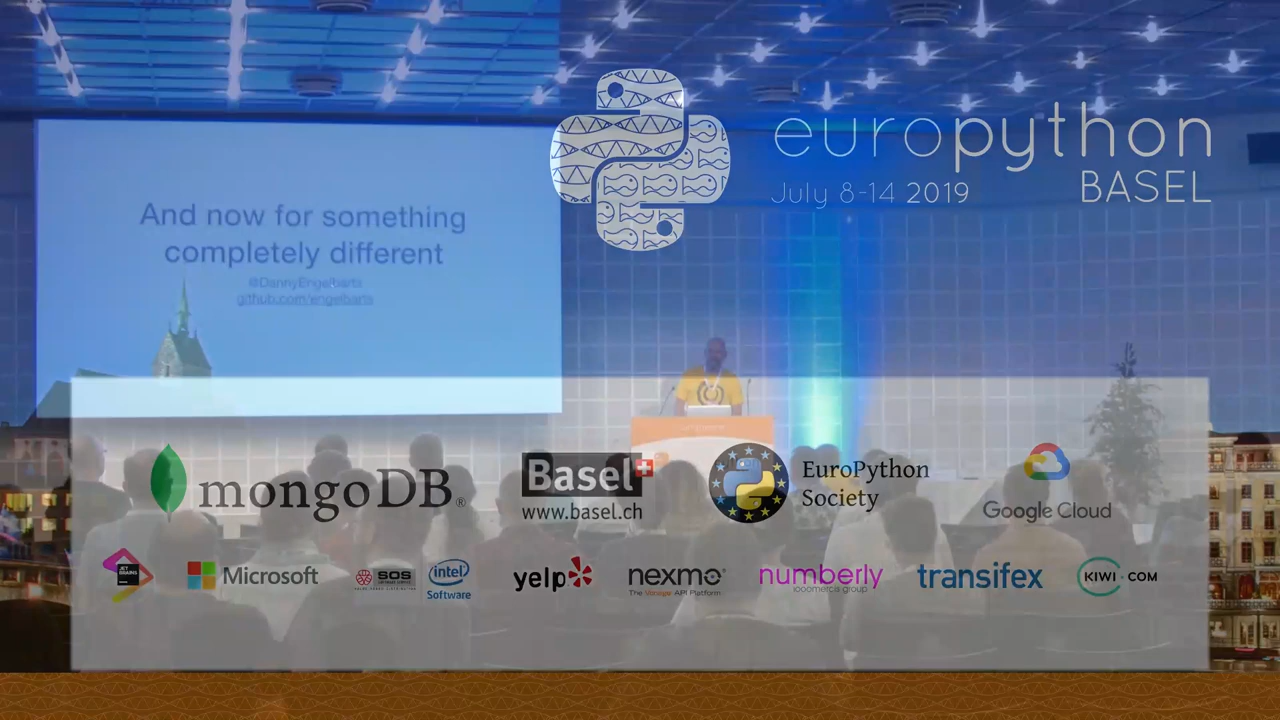 europython
BASEL
July 8-14 2019
And now for something
completely different
@DannyEngelbarts
github.com/engelbarts
mongoDB®
Basel
www.basel.ch
EuroPython
Society
Google Cloud
JET
BRAINS
Microsoft
SOS
intel
Software
yelp
nexmo
The Vonage API Platform
numberly
1000mercis group
transifex
KIWI.COM